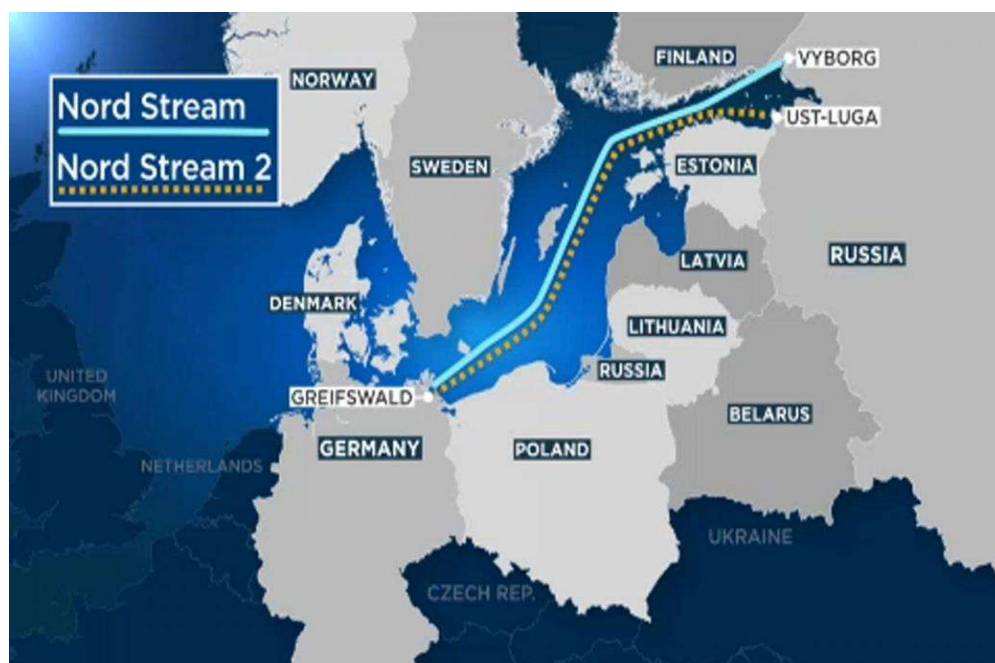 Nord Stream
Nord Stream 2
NORWAY
FINLAND
VYBORG
UST-LUGA
SWEDEN
ESTONIA
RUSSIA
LATVIA
DENMARK
LITHUANIA
RUSSIA
UNITED
KINGDOM
GREIFSWALD
BELARUS
GERMANY
POLAND
NETHERLANDS
UKRAINE
CZECH REP.